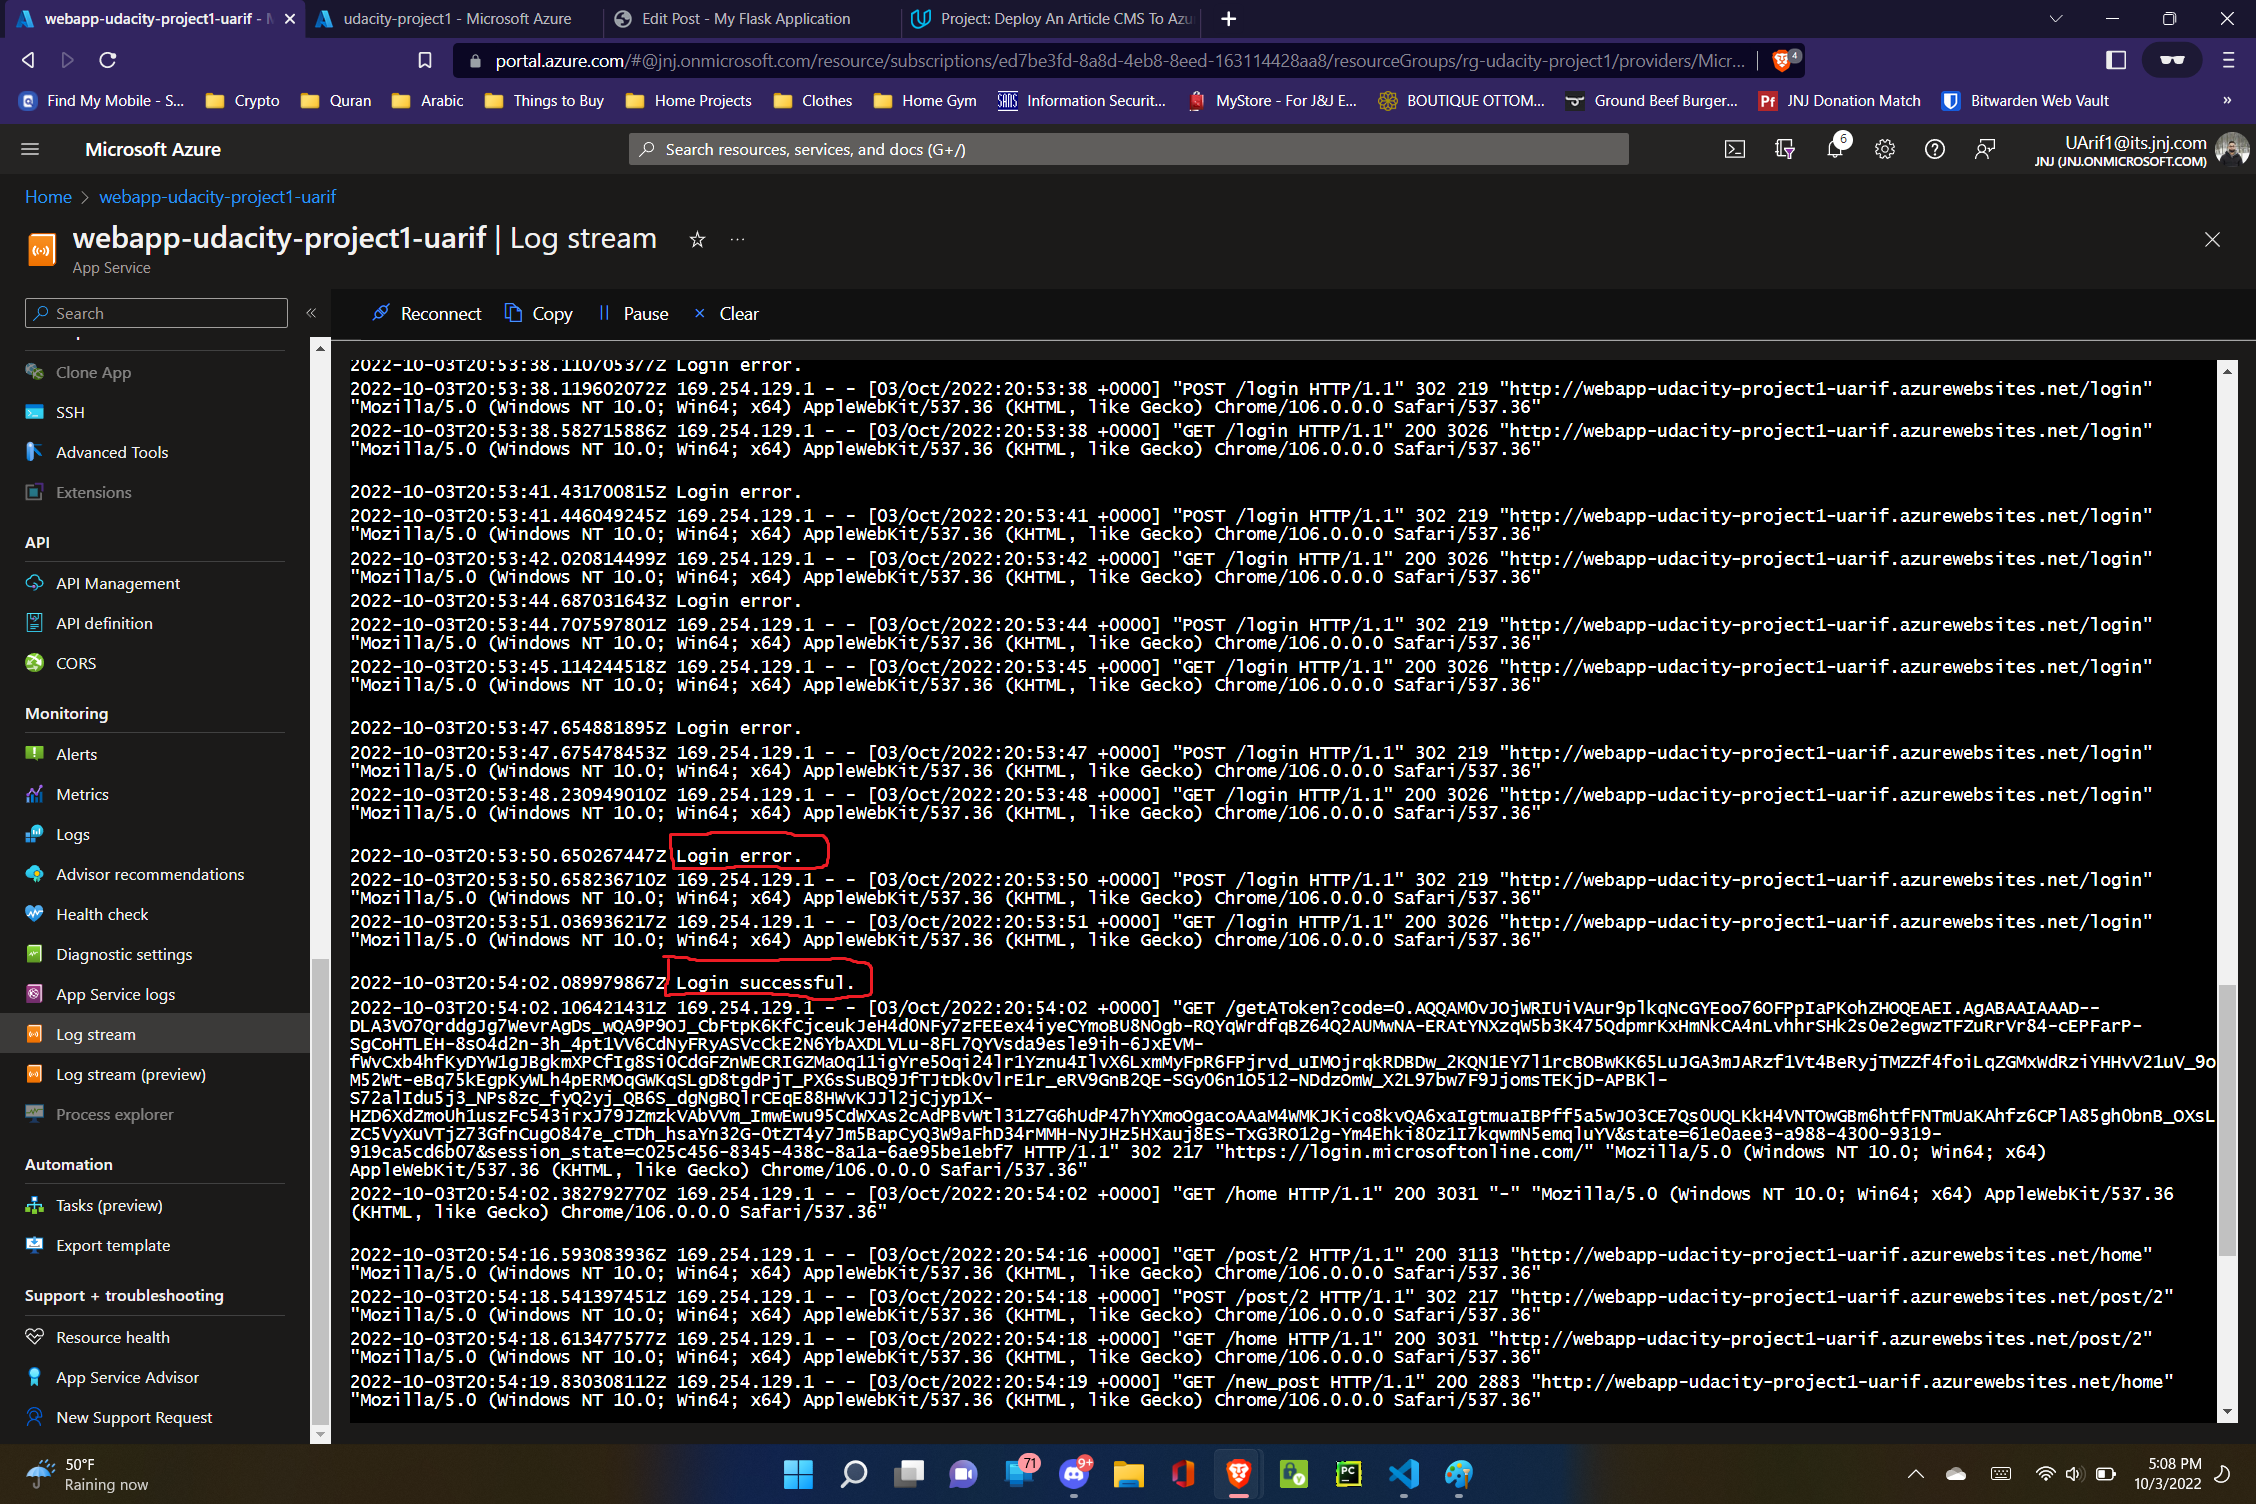 webapp-udacity-project1-uarif - M
udacity-project1 - Microsoft Azure
Edit Post - My Flask Application
Project: Deploy An Article CMS To Azu
portal.azure.com/#@jnj.onmicrosoft.com/resource/subscriptions/ed7be3fd-8a8d-4eb8-8eed-163114428aa8/resourceGroups/rg-udacity-project1/providers/Micr...
4
Find My Mobile - S...
Crypto
Quran
Arabic
Things to Buy
Home Projects
Clothes
Home Gym
SANS
Information Securit...
MyStore - For J&J E...
BOUTIQUE OTTOM...
Ground Beef Burger...
Pf
JNJ Donation Match
Bitwarden Web Vault
»
Microsoft Azure
Search resources, services, and docs (G+/)
6
UArif1@its.jnj.com
JNJ (JNJ.ONMICROSOFT.COM)
Home > webapp-udacity-project1-uarif
webapp-udacity-project1-uarif | Log stream
App Service
Search
«
Reconnect
Copy
Pause
Clear
Clone App
SSH
Advanced Tools
Extensions
API
API Management
API definition
CORS
Monitoring
Alerts
Metrics
Logs
Advisor recommendations
Health check
Diagnostic settings
App Service logs
Log stream
Log stream (preview)
Process explorer
Automation
Tasks (preview)
Export template
Support + troubleshooting
Resource health
App Service Advisor
New Support Request
2022-10-03T20:53:38.110705377Z Login error.
2022-10-03T20:53:38.119602072Z 169.254.129.1 - - [03/Oct/2022:20:53:38 +0000] "POST /login HTTP/1.1" 302 219 "http://webapp-udacity-project1-uarif.azurewebsites.net/login"
"Mozilla/5.0 (Windows NT 10.0; Win64; x64) AppleWebKit/537.36 (KHTML, like Gecko) Chrome/106.0.0.0 Safari/537.36"
2022-10-03T20:53:38.582715886Z 169.254.129.1 - - [03/Oct/2022:20:53:38 +0000] "GET /login HTTP/1.1" 200 3026 "http://webapp-udacity-project1-uarif.azurewebsites.net/login"
"Mozilla/5.0 (Windows NT 10.0; Win64; x64) AppleWebKit/537.36 (KHTML, like Gecko) Chrome/106.0.0.0 Safari/537.36"
2022-10-03T20:53:41.431700815Z Login error.
2022-10-03T20:53:41.446049245Z 169.254.129.1 - - [03/Oct/2022:20:53:41 +0000] "POST /login HTTP/1.1" 302 219 "http://webapp-udacity-project1-uarif.azurewebsites.net/login"
"Mozilla/5.0 (Windows NT 10.0; Win64; x64) AppleWebKit/537.36 (KHTML, like Gecko) Chrome/106.0.0.0 Safari/537.36"
2022-10-03T20:53:42.020814499Z 169.254.129.1 - - [03/Oct/2022:20:53:42 +0000] "GET /login HTTP/1.1" 200 3026 "http://webapp-udacity-project1-uarif.azurewebsites.net/login"
"Mozilla/5.0 (Windows NT 10.0; Win64; x64) AppleWebKit/537.36 (KHTML, like Gecko) Chrome/106.0.0.0 Safari/537.36"
2022-10-03T20:53:44.687031643Z Login error.
2022-10-03T20:53:44.707597801Z 169.254.129.1 - - [03/Oct/2022:20:53:44 +0000] "POST /login HTTP/1.1" 302 219 "http://webapp-udacity-project1-uarif.azurewebsites.net/login"
"Mozilla/5.0 (Windows NT 10.0; Win64; x64) AppleWebKit/537.36 (KHTML, like Gecko) Chrome/106.0.0.0 Safari/537.36"
2022-10-03T20:53:45.114244518Z 169.254.129.1 - - [03/Oct/2022:20:53:45 +0000] "GET /login HTTP/1.1" 200 3026 "http://webapp-udacity-project1-uarif.azurewebsites.net/login"
"Mozilla/5.0 (Windows NT 10.0; Win64; x64) AppleWebKit/537.36 (KHTML, like Gecko) Chrome/106.0.0.0 Safari/537.36"
2022-10-03T20:53:47.654881895Z Login error.
2022-10-03T20:53:47.675478453Z 169.254.129.1 - - [03/Oct/2022:20:53:47 +0000] "POST /login HTTP/1.1" 302 219 "http://webapp-udacity-project1-uarif.azurewebsites.net/login"
"Mozilla/5.0 (Windows NT 10.0; Win64; x64) AppleWebKit/537.36 (KHTML, like Gecko) Chrome/106.0.0.0 Safari/537.36"
2022-10-03T20:53:48.230949010Z 169.254.129.1 - - [03/Oct/2022:20:53:48 +0000] "GET /login HTTP/1.1" 200 3026 "http://webapp-udacity-project1-uarif.azurewebsites.net/login"
"Mozilla/5.0 (Windows NT 10.0; Win64; x64) AppleWebKit/537.36 (KHTML, like Gecko) Chrome/106.0.0.0 Safari/537.36"
2022-10-03T20:53:50.650267447Z Login error.
2022-10-03T20:53:50.658236710Z 169.254.129.1 - - [03/Oct/2022:20:53:50 +0000] "POST /login HTTP/1.1" 302 219 "http://webapp-udacity-project1-uarif.azurewebsites.net/login"
"Mozilla/5.0 (Windows NT 10.0; Win64; x64) AppleWebKit/537.36 (KHTML, like Gecko) Chrome/106.0.0.0 Safari/537.36"
2022-10-03T20:53:51.036936217Z 169.254.129.1 - - [03/Oct/2022:20:53:51 +0000] "GET /login HTTP/1.1" 200 3026 "http://webapp-udacity-project1-uarif.azurewebsites.net/login"
"Mozilla/5.0 (Windows NT 10.0; Win64; x64) AppleWebKit/537.36 (KHTML, like Gecko) Chrome/106.0.0.0 Safari/537.36"
2022-10-03T20:54:02.089979867Z Login successful.
2022-10-03T20:54:02.106421431Z 169.254.129.1 - - [03/Oct/2022:20:54:02 +0000] "GET
919ca5cd6b07&session_state=c025c456-8345-438c-8a1a-6ae95be1ebf7 HTTP/1.1" 302 217 "https://login.microsoftonline.com/" "Mozilla/5.0 (Windows NT 10.0; Win64; x64)
AppleWebKit/537.36 (KHTML, like Gecko) Chrome/106.0.0.0 Safari/537.36"
2022-10-03T20:54:02.382792770Z 169.254.129.1 - - [03/Oct/2022:20:54:02 +0000] "GET /home HTTP/1.1" 200 3031 "-" "Mozilla/5.0 (Windows NT 10.0; Win64; x64) AppleWebKit/537.36
(KHTML, like Gecko) Chrome/106.0.0.0 Safari/537.36"
2022-10-03T20:54:16.593083936Z 169.254.129.1 - - [03/Oct/2022:20:54:16 +0000] "GET /post/2 HTTP/1.1" 200 3113 "http://webapp-udacity-project1-uarif.azurewebsites.net/home"
"Mozilla/5.0 (Windows NT 10.0; Win64; x64) AppleWebKit/537.36 (KHTML, like Gecko) Chrome/106.0.0.0 Safari/537.36"
2022-10-03T20:54:18.541397451Z 169.254.129.1 - - [03/Oct/2022:20:54:18 +0000] "POST /post/2 HTTP/1.1" 302 217 "http://webapp-udacity-project1-uarif.azurewebsites.net/post/2"
"Mozilla/5.0 (Windows NT 10.0; Win64; x64) AppleWebKit/537.36 (KHTML, like Gecko) Chrome/106.0.0.0 Safari/537.36"
2022-10-03T20:54:18.613477577Z 169.254.129.1 - - [03/Oct/2022:20:54:18 +0000] "GET /home HTTP/1.1" 200 3031 "http://webapp-udacity-project1-uarif.azurewebsites.net/post/2"
"Mozilla/5.0 (Windows NT 10.0; Win64; x64) AppleWebKit/537.36 (KHTML, like Gecko) Chrome/106.0.0.0 Safari/537.36"
2022-10-03T20:54:19.830308112Z 169.254.129.1 - - [03/Oct/2022:20:54:19 +0000] "GET /new_post HTTP/1.1" 200 2883 "http://webapp-udacity-project1-uarif.azurewebsites.net/home"
"Mozilla/5.0 (Windows NT 10.0; Win64; x64) AppleWebKit/537.36 (KHTML, like Gecko) Chrome/106.0.0.0 Safari/537.36"
50°F
Raining now
71
9+
PC
5:08 PM
10/3/2022